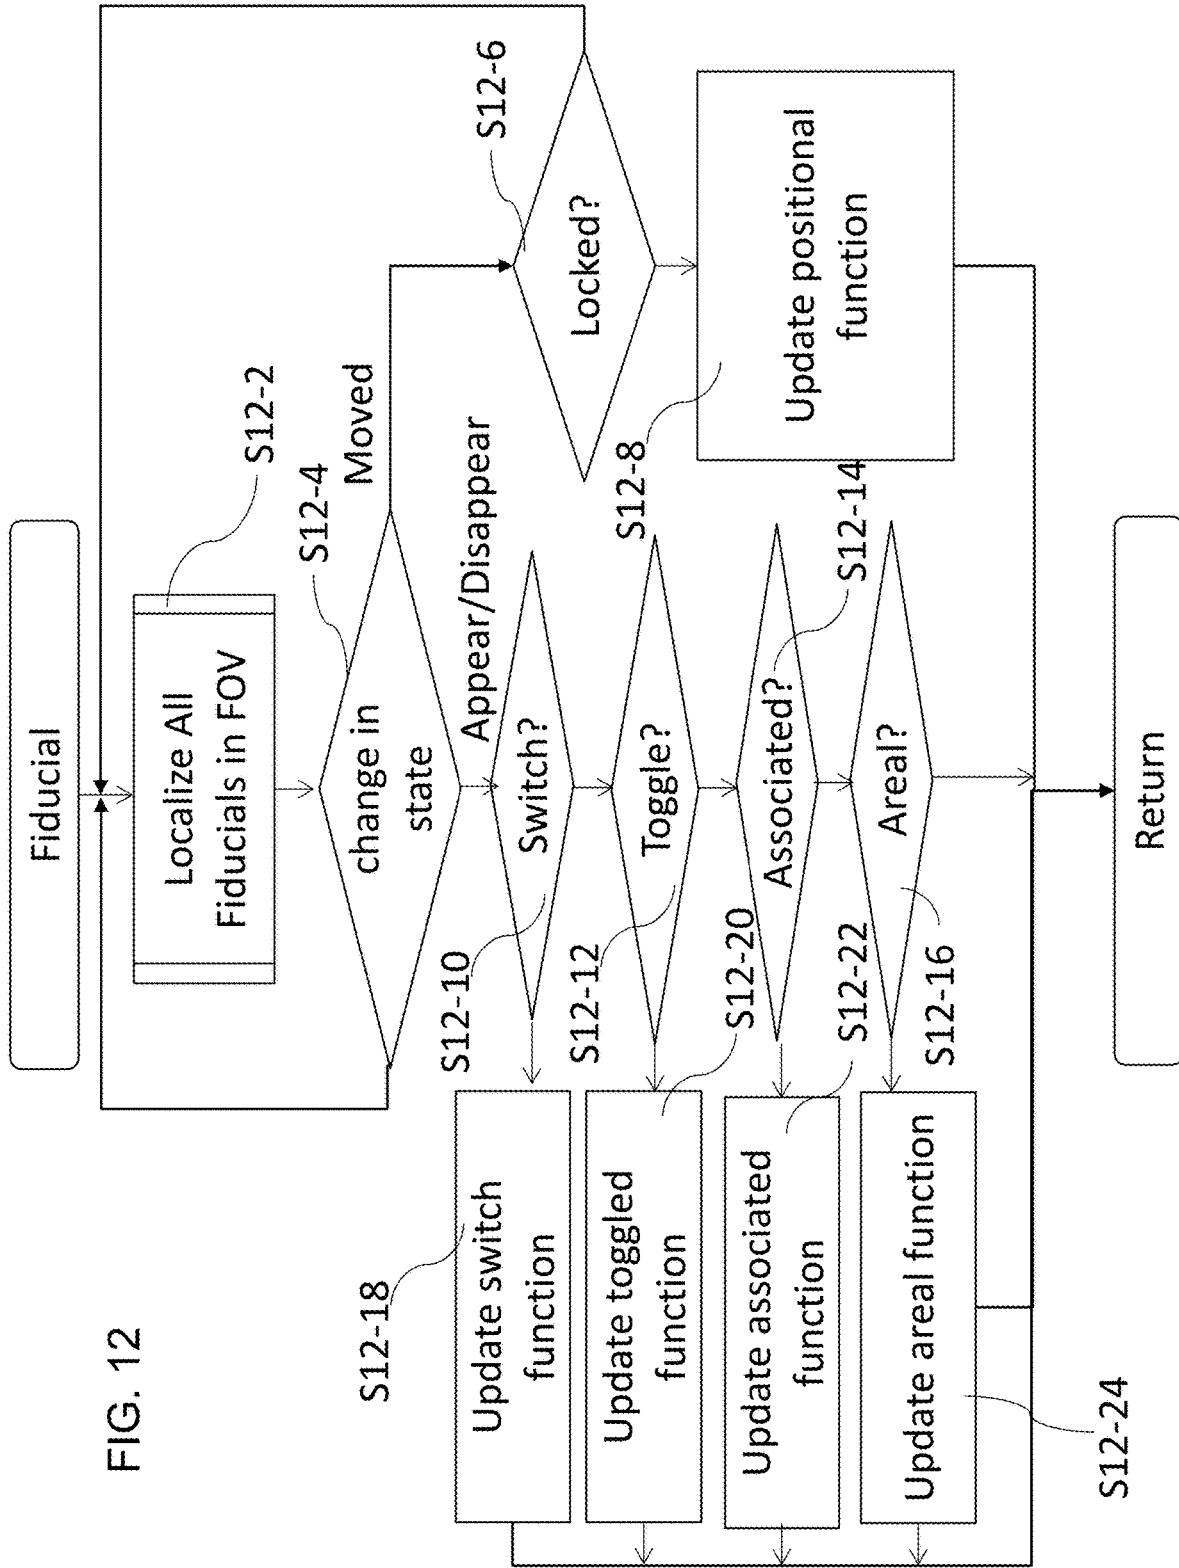 FIG. 12
Fiducial
Localize All
Fiducials in FOV
S12-2
change in
state
S12-4
Moved
Appear/Disappear
Locked?
S12-6
Update positional
function
S12-8
Switch?
S12-10
Toggle?
S12-12
Associated?
S12-14
Areal?
S12-16
Update switch
function
S12-18
Update toggled
function
S12-20
Update associated
function
S12-22
Update areal function
S12-24
Return